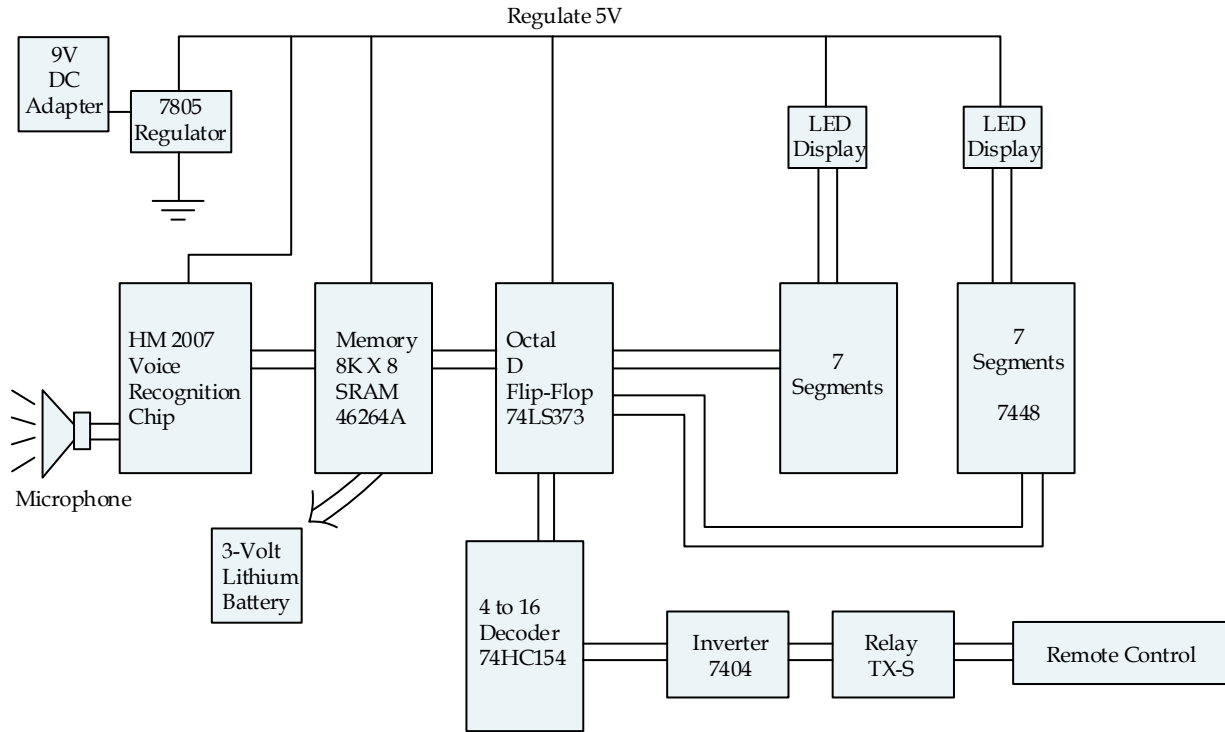 Regulate 5V
9V
DC
Adapter
7805
Regulator
LED
Display
LED
Display
HM 2007
Voice
Recognition
Chip
Memory
8K X 8
SRAM
46264A
Octal
D
Flip-Flop
74LS373
7
Segments
7
Segments
7448
Microphone
3-Volt
Lithium
Battery
4 to 16
Decoder
74HC154
Inverter
7404
Relay
TX-S
Remote Control